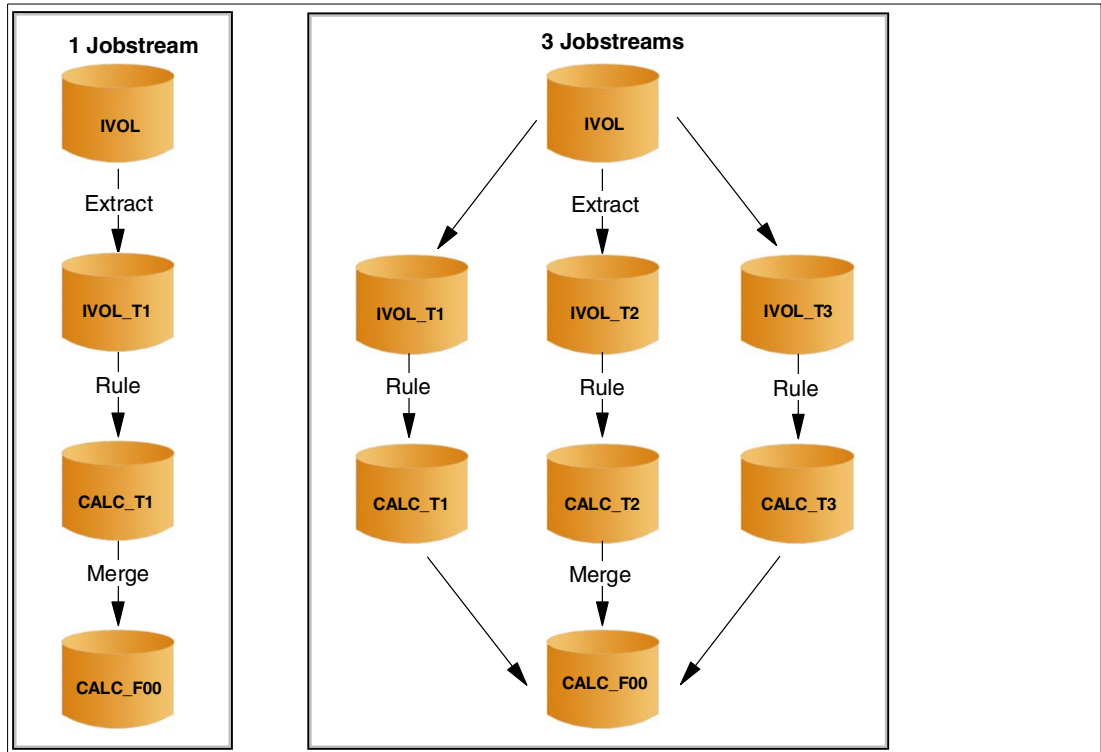 1 Jobstream
IVOL
Extract
IVOL_T1
Rule
CALC_T1
Merge
CALC_F00
3 Jobstreams
IVOL
Extract
IVOL_T1
IVOL_T2
IVOL_T3
Rule
Rule
Rule
CALC_T1
CALC_T2
CALC_T3
Merge
CALC_F00